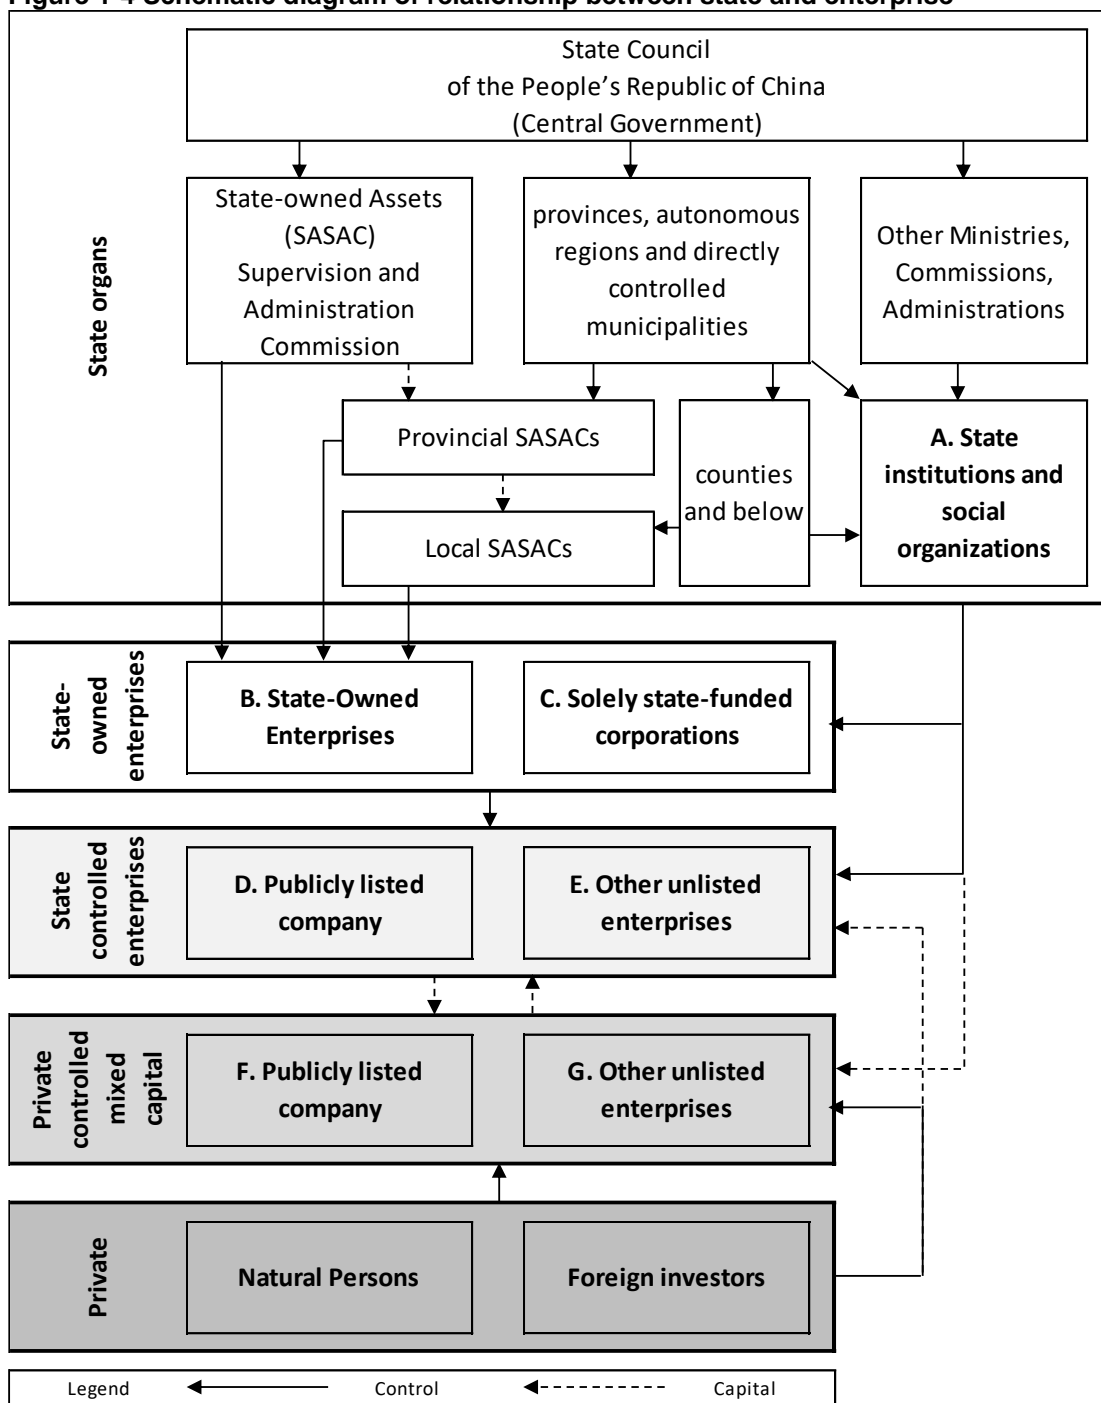 Figure 1-4 Schematic diagram of relationship between state and enterprise
State Council
of the People's Republic of China
(Central Government)
State organs
State-owned Assets
(SASAC)
Supervision and
Administration
Commission
provinces, autonomous
regions and directly
controlled
municipalities
Other Ministries,
Commissions,
Administrations
Provincial SASACs
Local SASACs
counties
and below
A. State
institutions and
social
organizations
State-
owned
enterprises
B. State-Owned
Enterprises
C. Solely state-funded
corporations
State
controlled
enterprises
D. Publicly listed
company
E. Other unlisted
enterprises
Private
controlled
mixed
capital
F. Publicly listed
company
G. Other unlisted
enterprises
Private
Natural Persons
Foreign investors
Legend
Control
Capital